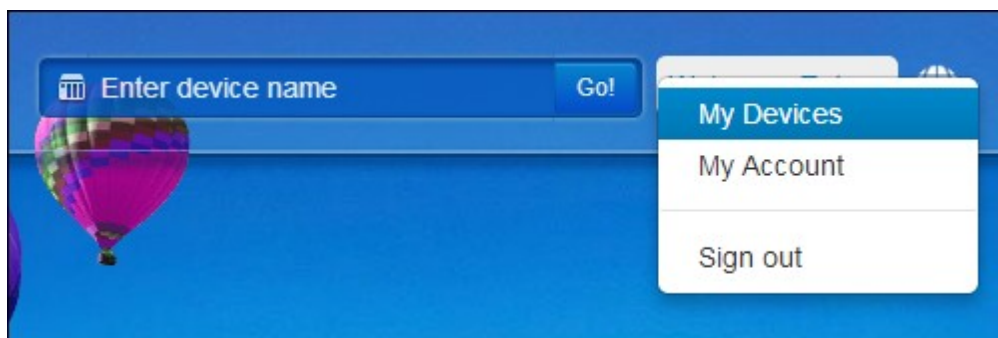 Enter device name
Go!
My Devices
My Account
Sign out